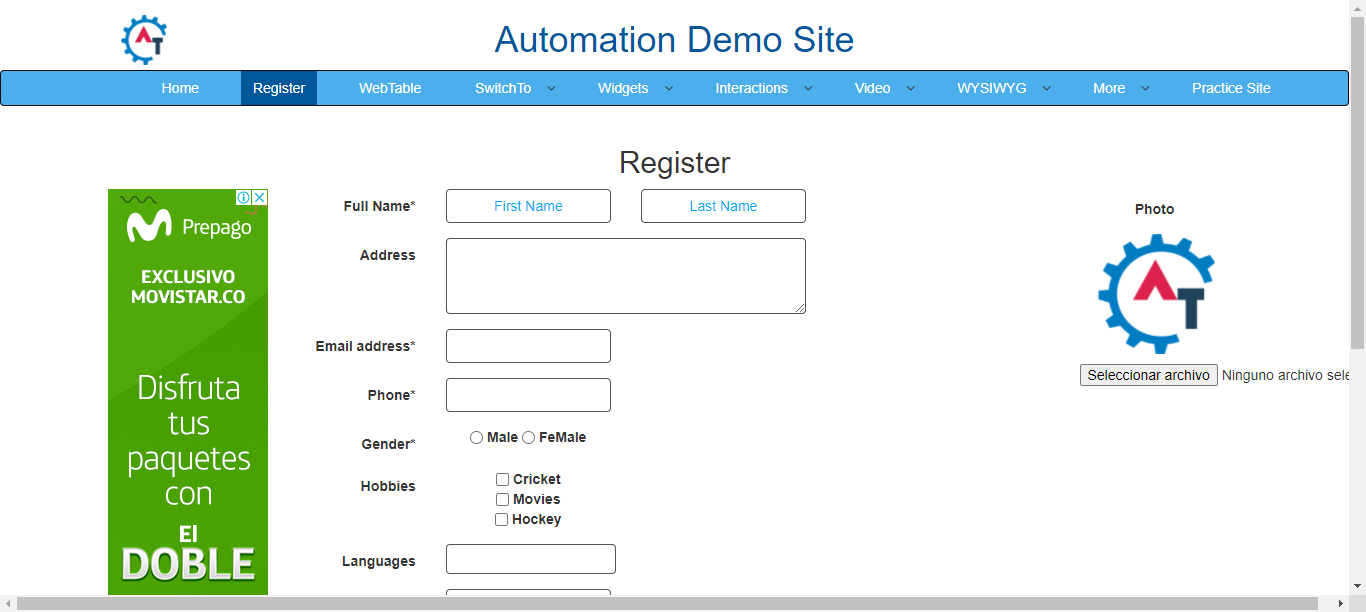 Automation Demo Site
Home Register WebTable SwitchTo Widgets Interactions Video WYSIWYG More Practice Site
Register
Prepago
EXCLUSIVO
MOVISTAR.CO
Disfruta
tus
paquetes
con
El
DOBLE
Full Name* First Name Last Name
Address
Email address*
Phone*
Gender* Male FeMale
Hobbies Cricket
Movies
Hockey
Languages
Photo
AT
Seleccionar archivo Ninguno archivo sele